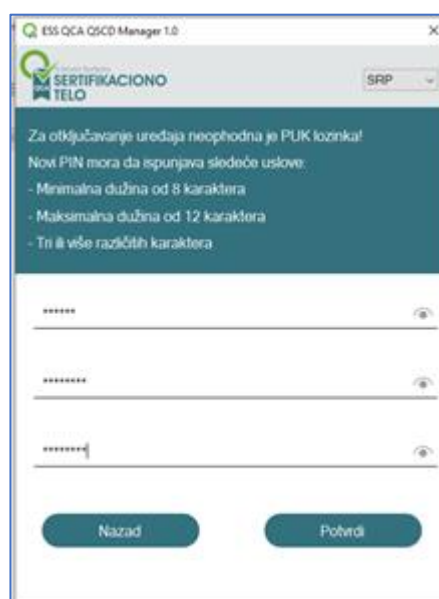 ESS QCA QSCD Manager 1.0
SERTIFIKACIONO
TELO
SRP
Za otključavanje uređaja neophodna je PUK lozinka!
Novi PIN mora da ispunjava sledeće uslove:
- Minimalna dužina od 8 karaktera
- Maksimalna dužina od 12 karaktera
- Tri ili više različitih karaktera
******
********
********
Nazad
Potvrdi